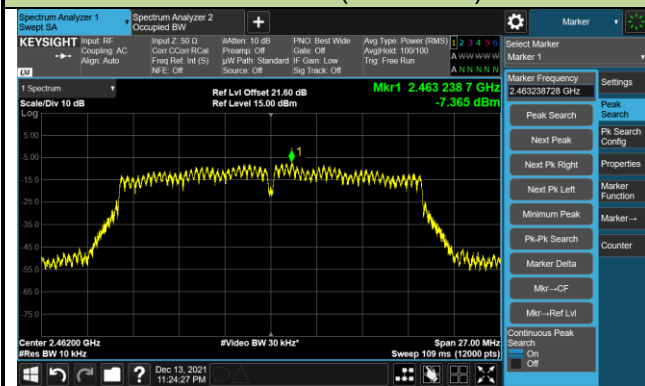 Spectrum Analyzer 1
Swept SA
Spectrum Analyzer 2
Occupied BW
+
Marker
KEYSIGHT
Input: RF
Coupling: AC
Align: Auto
Input Z: 50 Ω
Corr CCorr RCal
Freq Ref: Int (S)
NFE: Off
#Atten: 10 dB
Preamp: Off
µW Path: Standard
Source: Off
PNO: Best Wide
Gate: Off
IF Gain: Low
Sig Track: Off
Avg Type: Power (RMS)
Avg|Hold: 100/100
Trig: Free Run
1 2 3 4 5 6
A W W W W W
A N N N N N
LXI
Select Marker
Marker 1
1 Spectrum
Scale/Div 10 dB
Log
Ref Lvl Offset 21.60 dB
Ref Level 15.00 dBm
Mkr1 2.463 238 7 GHz
-7.365 dBm
5.00
-5.00
-15.0
-25.0
-35.0
-45.0
-55.0
-65.0
-75.0
1
Center 2.46200 GHz
#Res BW 10 kHz
#Video BW 30 kHz*
Span 27.00 MHz
Sweep 109 ms (12000 pts)
Marker Frequency
2.463238728 GHz
Peak Search
Next Peak
Next Pk Right
Next Pk Left
Minimum Peak
Pk-Pk Search
Marker Delta
Mkr→CF
Mkr→Ref Lvl
Continuous Peak
Search
On
Off
Settings
Peak
Search
Pk Search
Config
Properties
Marker
Function
Marker→
Counter
?
Dec 13, 2021
11:24:27 PM